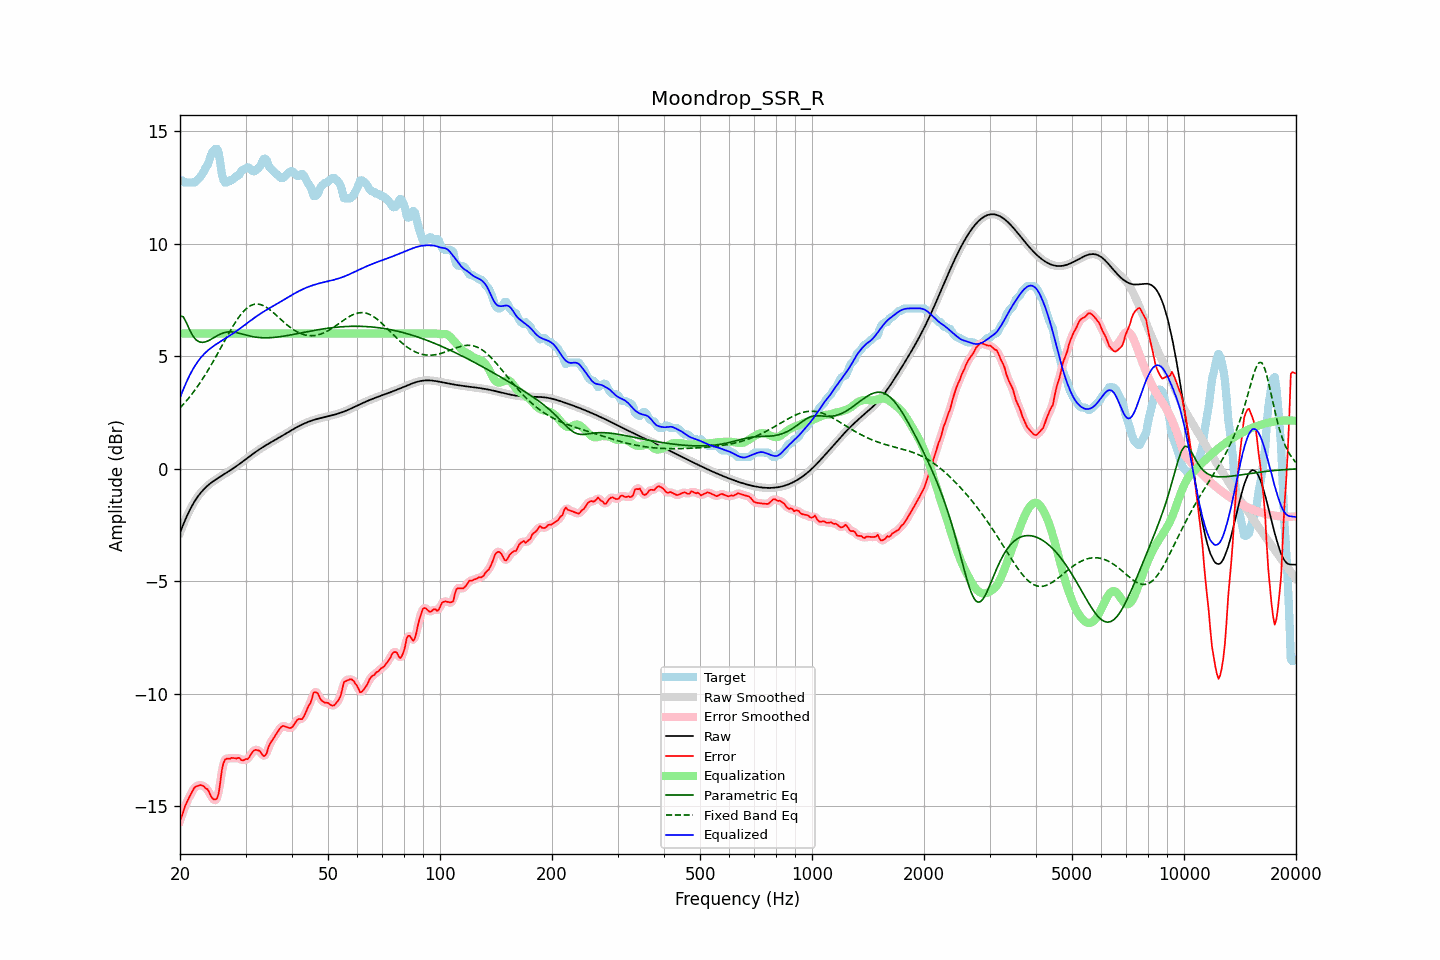 Moondrop_SSR_R
Amplitude (dBr)
15
10
5
0
−5
−10
−15
Target
Raw Smoothed
Error Smoothed
Raw
Error
Equalization
Parametric Eq
Fixed Band Eq
Equalized
20 50 100 200 500 1000 2000 5000 10000 20000
Frequency (Hz)